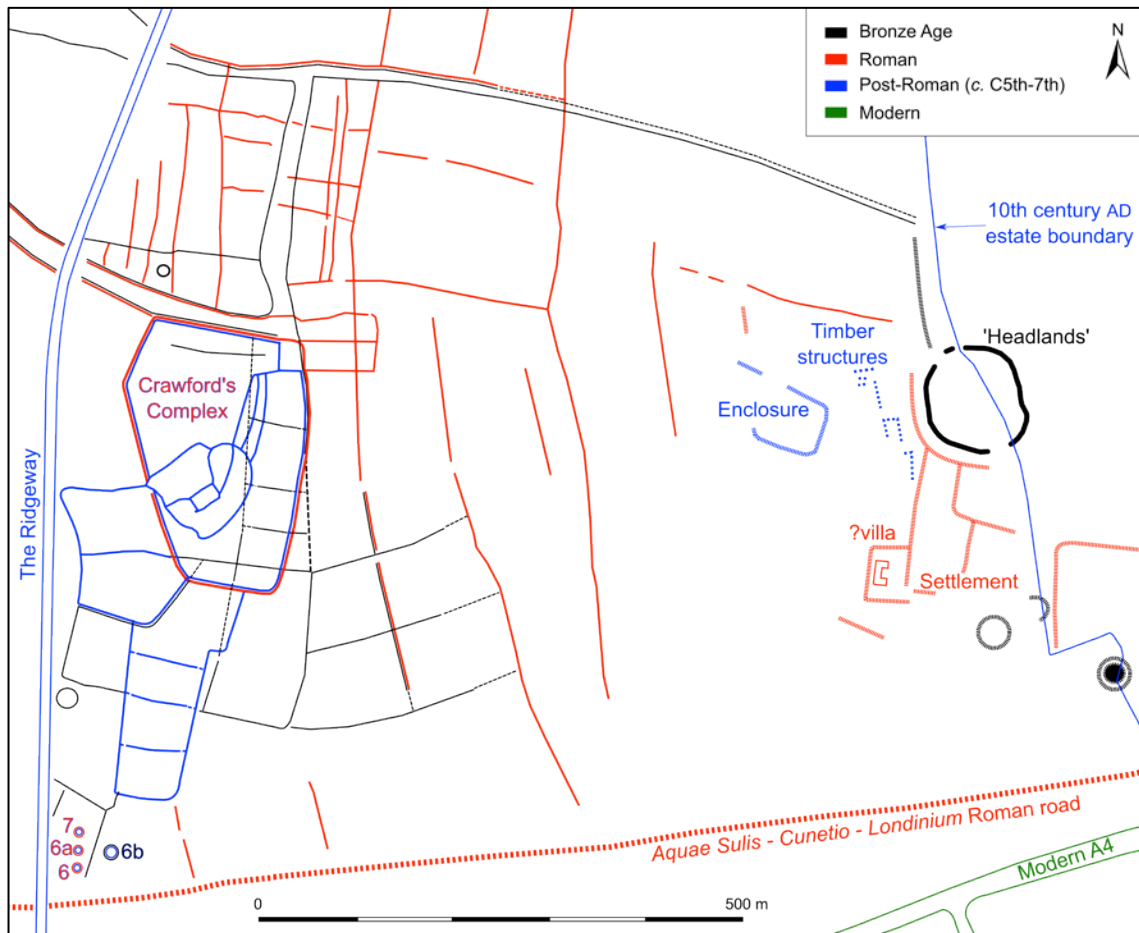 Bronze Age
Roman
Post-Roman (c. C5th-7th)
Modern
N
10th century AD
estate boundary
'Headlands'
Timber
structures
Enclosure
Crawford's
Complex
The Ridgeway
?villa
Settlement
7
6a
6
6b
Aquae Sulis - Cunetio - Londinium Roman road
Modern A4
0
500 m